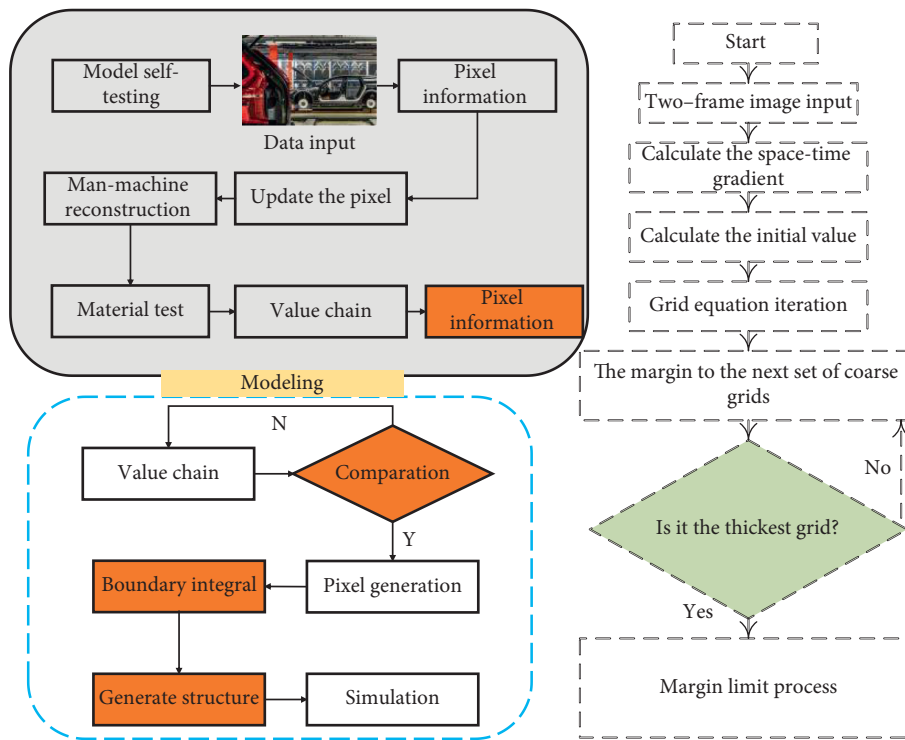 Model self-
testing
Data input
Pixel
information
Man-machine
reconstruction
Update the pixel
Material test
Value chain
Pixel
information
Modeling
N
Value chain
Comparation
Y
Boundary integral
Pixel generation
Generate structure
Simulation
Start
Two–frame image input
Calculate the space-time
gradient
Calculate the initial value
Grid equation iteration
The margin to the next set of coarse
grids
No
Is it the thickest grid?
Yes
Margin limit process